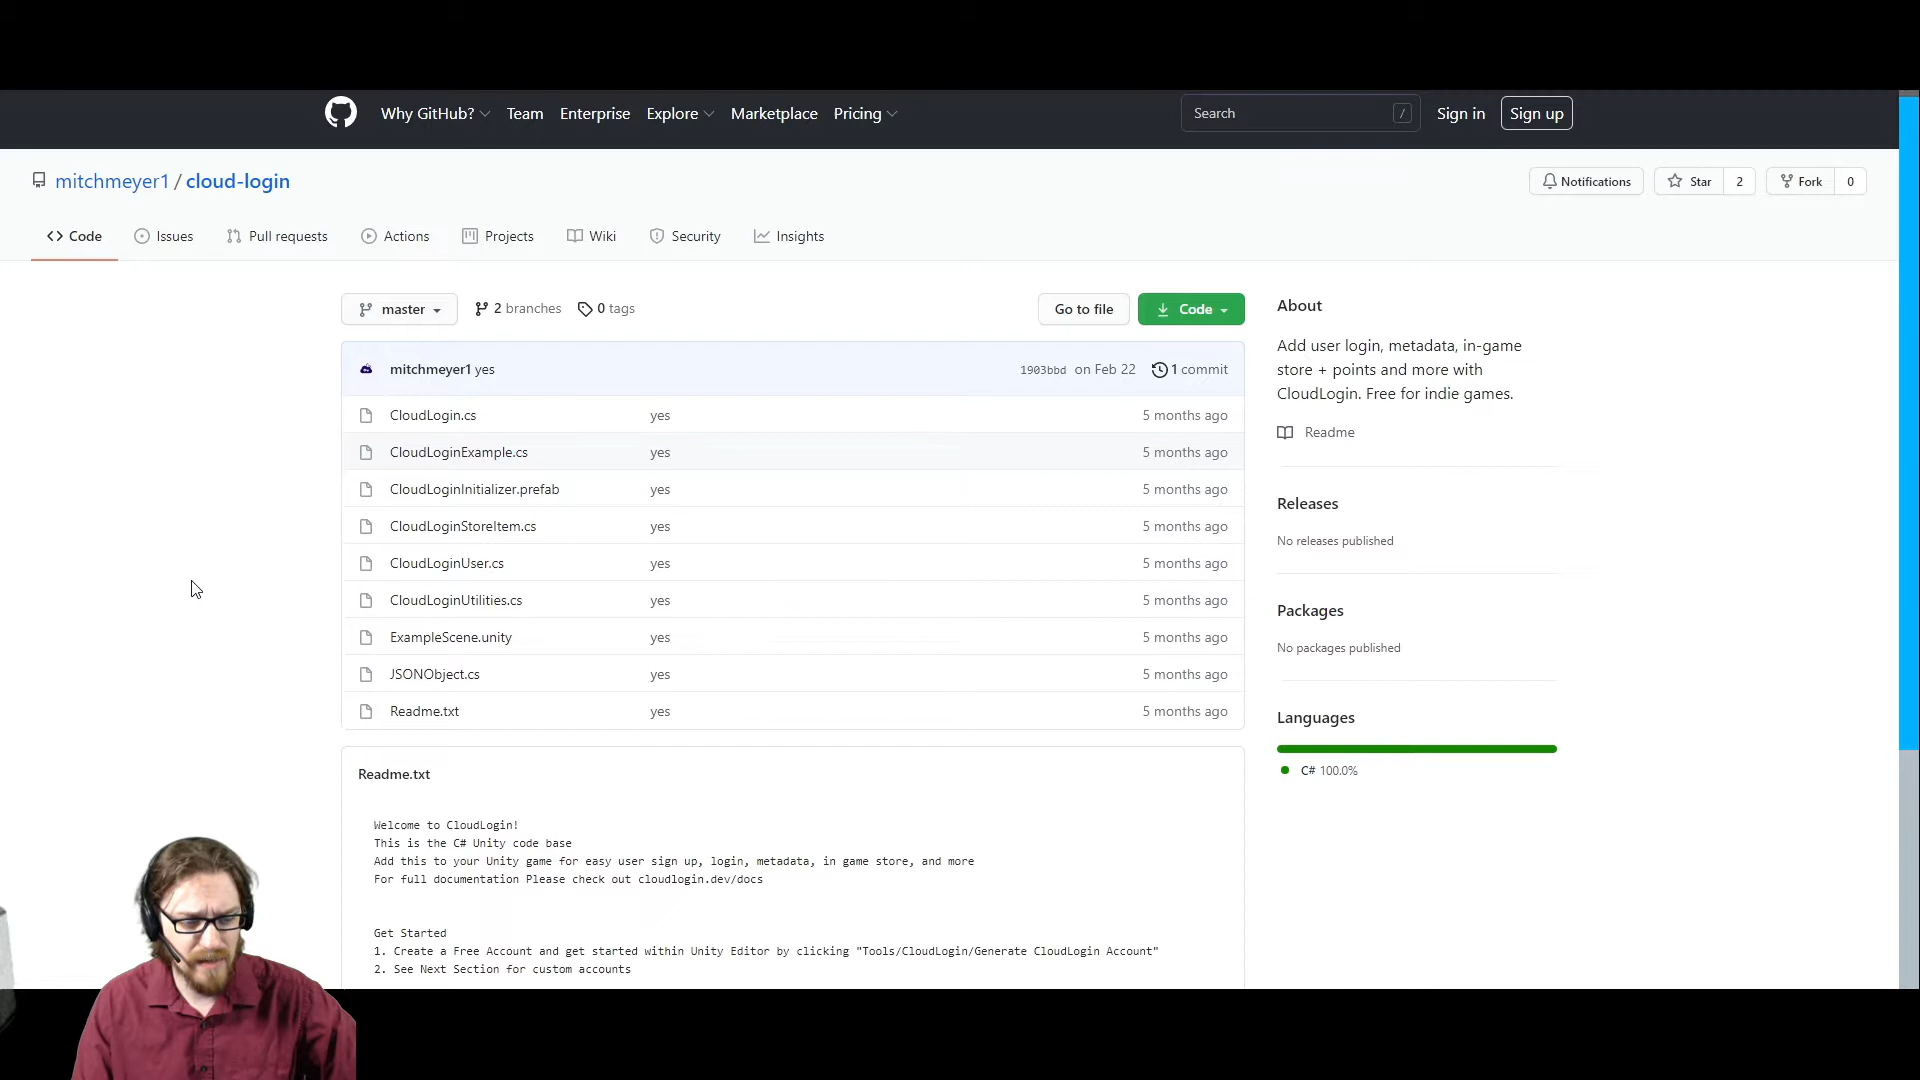 Why GitHub? Team Enterprise Explore Marketplace Pricing Search / Sign in Sign up
mitchmeyer1 / cloud-login Notifications Star 2 Fork 0
Code Issues Pull requests Actions Projects Wiki Security Insights
master 2 branches 0 tags Go to file Code
mitchmeyer1 yes 1903bbd on Feb 22 1 commit
CloudLogin.cs yes 5 months ago
CloudLoginExample.cs yes 5 months ago
CloudLoginInitializer.prefab yes 5 months ago
CloudLoginStoreItem.cs yes 5 months ago
CloudLoginUser.cs yes 5 months ago
CloudLoginUtilities.cs yes 5 months ago
ExampleScene.unity yes 5 months ago
JSONObject.cs yes 5 months ago
Readme.txt yes 5 months ago
Readme.txt
Welcome to CloudLogin!
This is the C# Unity code base
Add this to your Unity game for easy user sign up, login, metadata, in game store, and more
For full documentation Please check out cloudlogin.dev/docs
Get Started
1. Create a Free Account and get started within Unity Editor by clicking "Tools/CloudLogin/Generate CloudLogin Account"
2. See Next Section for custom accounts
About
Add user login, metadata, in-game
store + points and more with
CloudLogin. Free for indie games.
Readme
Releases
No releases published
Packages
No packages published
Languages
C# 100.0%